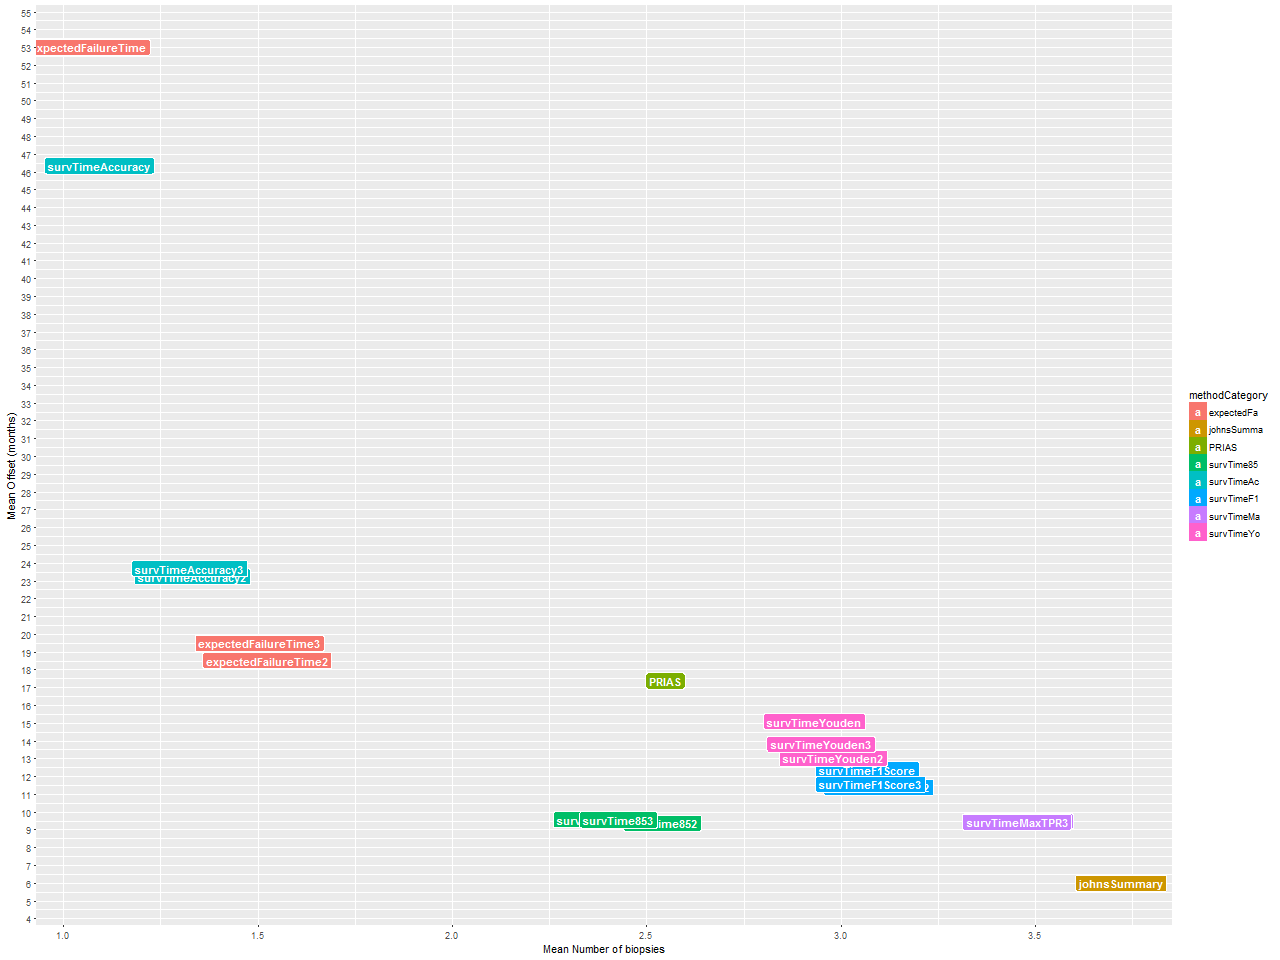 55
54
53
52
51
50
49
48
47
46
45
44
43
42
41
40
39
38
37
36
35
34
33
32
31
30
29
28
27
26
25
24
23
22
21
20
19
18
17
16
15
14
13
12
11
10
9
8
7
6
5
4
Mean Offset (months)
xpectedFailureTime
survTimeAccuracy
survTimeAccuracy3
survTimeAccuracy2
expectedFailureTime3
expectedFailureTime2
PRIAS
survTimeYouden
survTimeYouden3
survTimeYouden2
survTimeF1Score
survTimeF1Score3
2
surv
survTime853
ime852
survTimeMaxTPR3
johnsSummary
1.0
1.5
2.0
2.5
3.0
3.5
Mean Number of biopsies
methodCategory
a expectedFa
a johnsSumma
a PRIAS
a survTime85
a survTimeAc
a survTimeF1
a survTimeMa
a survTimeYo